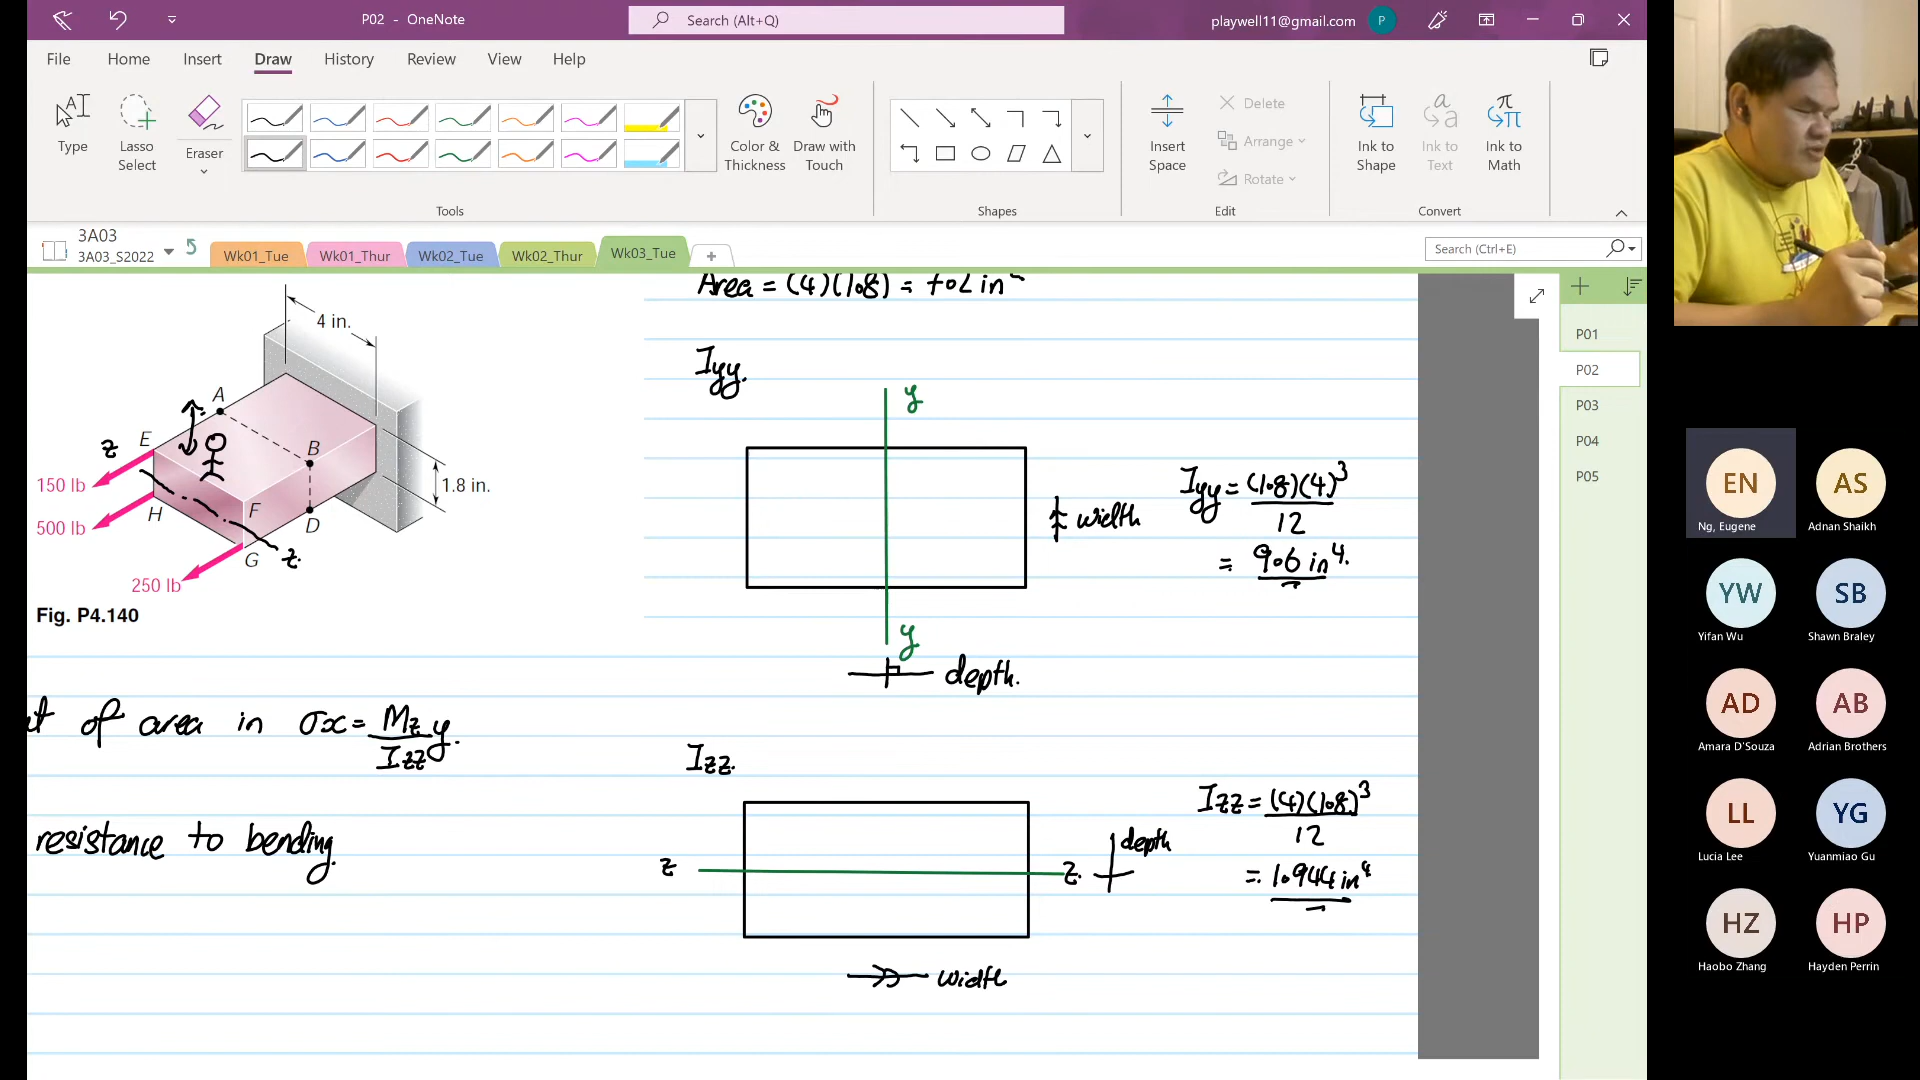 P02 - OneNote
Search (Alt+Q)
playwell11@gmail.com
P
File Home Insert Draw History Review View Help
Type
Lasso Select
Eraser
Color & Thickness
Draw with Touch
Insert Space
Delete
Arrange
Rotate
Ink to Shape
Ink to Text
Ink to Math
Tools
Shapes
Edit
Convert
3A03
3A03_S2022
Wk01_Tue Wk01_Thur Wk02_Tue Wk02_Thur Wk03_Tue
Search (Ctrl+E)
P01
P02
P03
P04
P05
4 in.
A
E
B
z
150 lb
1.8 in.
H
F
D
500 lb
G
z.
250 lb
Fig. P4.140
of area in σx = Mz/Izz y.
resistance to bending.
Area = (4)(1.8) =
Iyy.
y
width
Iyy = (1.8)(4)³
12
= 9.6 in⁴.
y
depth.
Izz.
z
z.
depth
Izz = (4)(1.8)³
12
= 1.944 in⁴
width
EN
Ng, Eugene
AS
Adnan Shaikh
YW
Yifan Wu
SB
Shawn Braley
AD
Amara D'Souza
AB
Adrian Brothers
LL
Lucia Lee
YG
Yuanmiao Gu
HZ
Haobo Zhang
HP
Hayden Perrin